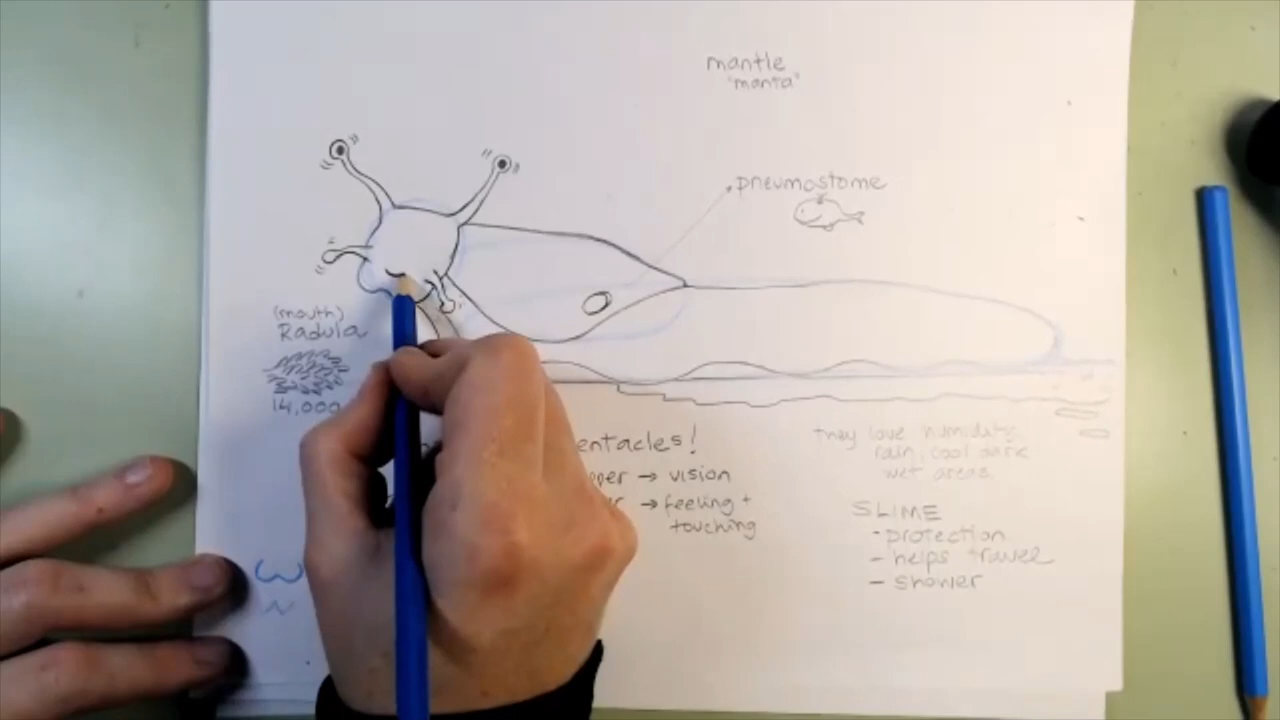 mantle
"manta"
pneumostome
(mouth)
Radula
14,000
entacles!
pper → vision
→ feeling +
touching
they love humidity,
rain, cool dark
wet areas
SLIME
- protection
- helps travel
- shower